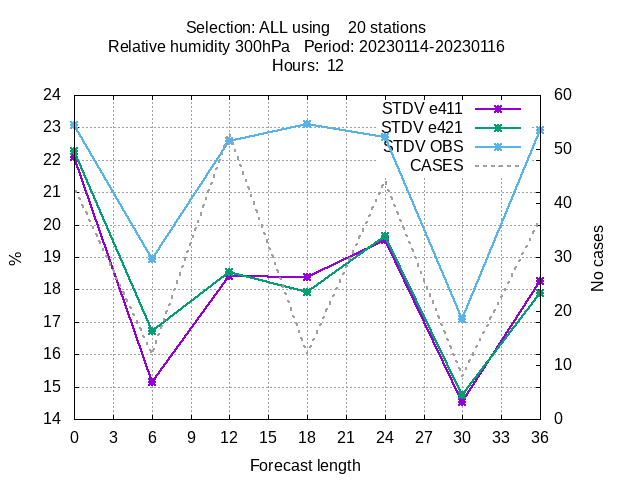 Selection: ALL using    20 stations
Relative humidity 300hPa   Period: 20230114-20230116
Hours:  12
STDV e411
STDV e421
STDV OBS
CASES
24
23
22
21
20
19
18
17
16
15
14
%
60
50
40
30
20
10
0
No cases
0 3 6 9 12 15 18 21 24 27 30 33 36
Forecast length